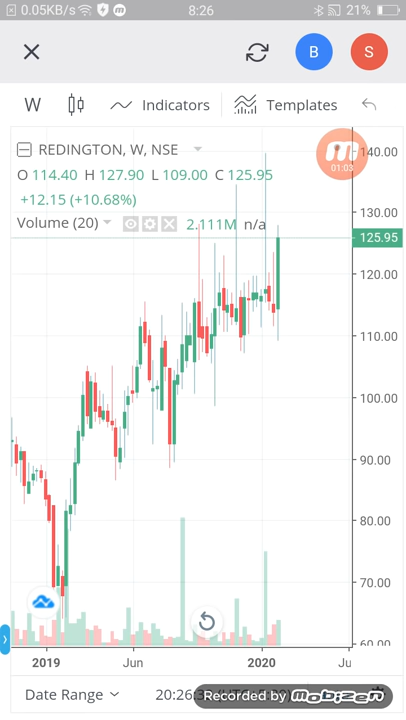 0.05KB/s 8:26 21%
B S
W Indicators Templates
REDINGTON, W, NSE
01:03
140.00
O 114.40 H 127.90 L 109.00 C 125.95
+12.15 (+10.68%)
130.00
Volume (20) 2.111M n/a
125.95
120.00
110.00
100.00
90.00
80.00
70.00
60.00
2019 Jun 2020 Ju
Date Range 20:26:3
Recorded by mobizen